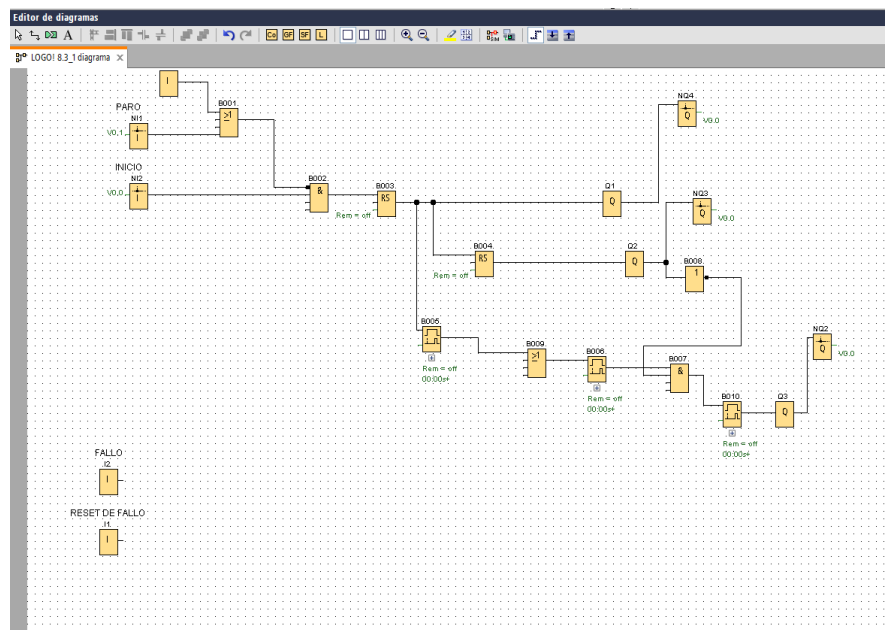 Editor de diagramas
A
Co GF SF L
LOGO! 8.3_1 diagrama
I
PARO
NI1
V0.1
I
B001
≥1
INICIO
NI2
V0.0
I
B002
&
B003
RS
Rem = off
NQ4
Q
V0.0
Q1
Q
NQ3
Q
V0.0
B004
RS
Rem = off
Q2
Q
B008
1
B005
Rem = off
00:00s+
B009
≥1
B006
Rem = off
00:00s+
B007
&
NQ2
Q
V0.0
B010
Rem = off
00:00s+
Q3
Q
FALLO
I2
I
RESET DE FALLO
I1
I